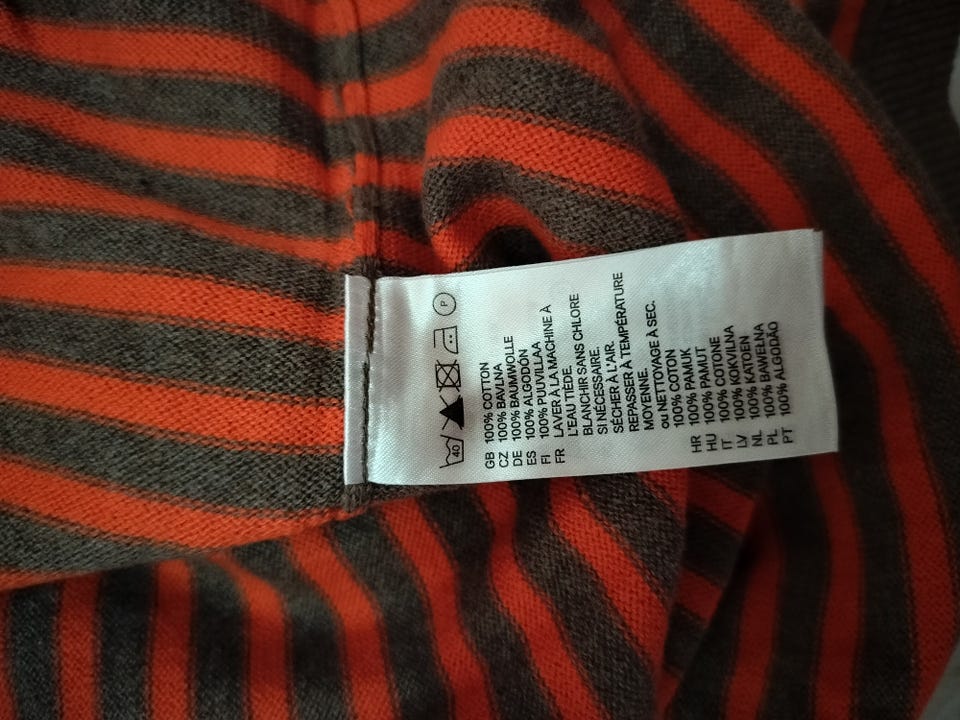 40
P
GB 100% COTTON
CZ 100% BAVLNA
DE 100% BAUMWOLLE
ES 100% ALGODÓN
FI 100% PUUVILLAA
FR LAVER À LA MACHINE À
L'EAU TIÈDE.
BLANCHIR SANS CHLORE
SI NÉCESSAIRE.
SÉCHER À L'AIR.
REPASSER À TEMPÉRATURE
MOYENNE.
ou NETTOYAGE À SEC.
100% COTON
HR 100% PAMUK
HU 100% PAMUT
IT 100% COTONE
LV 100% KOKVILNA
NL 100% KATOEN
PL 100% BAWEŁNA
PT 100% ALGODÃO